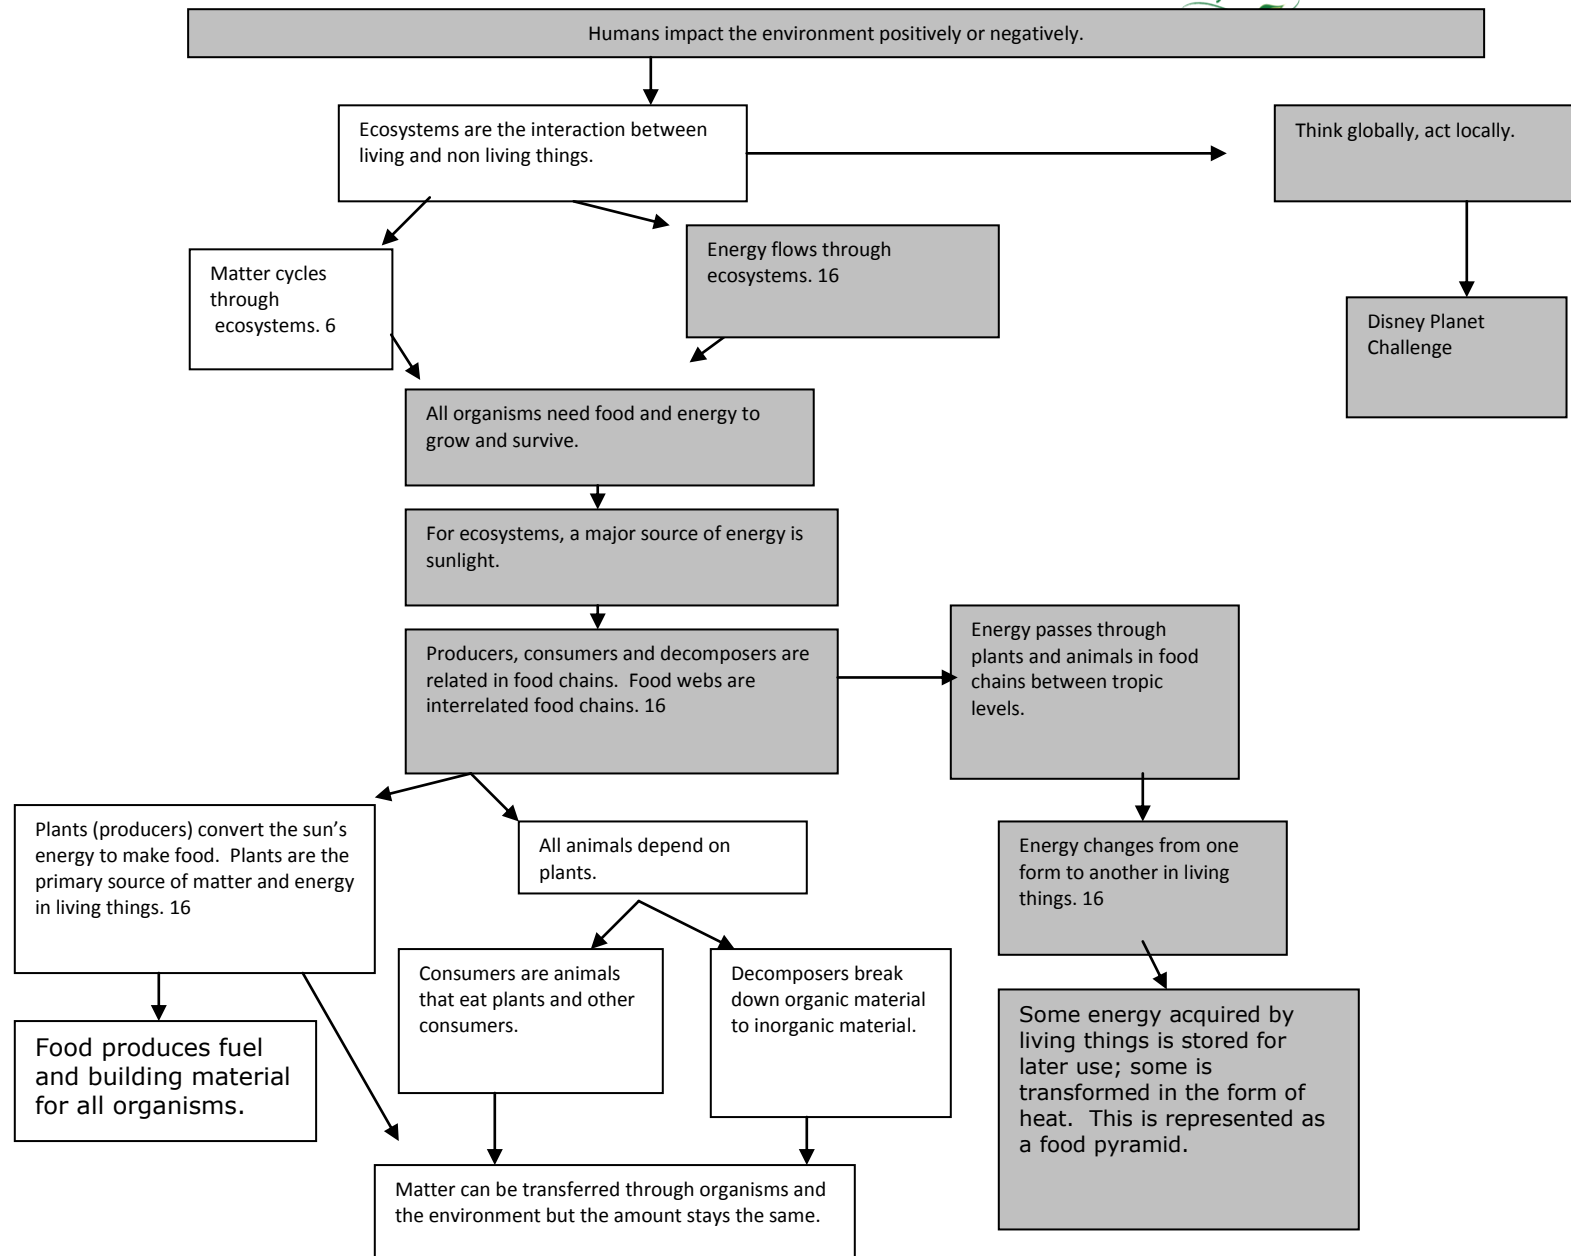 Humans impact the environment positively or negatively.
Ecosystems are the interaction between
living and non living things.
Think globally, act locally.
Matter cycles
through
ecosystems. 6
Energy flows through
ecosystems. 16
Disney Planet
Challenge
All organisms need food and energy to
grow and survive.
For ecosystems, a major source of energy is
sunlight.
Producers, consumers and decomposers are
related in food chains.  Food webs are
interrelated food chains. 16
Energy passes through
plants and animals in food
chains between tropic
levels.
Plants (producers) convert the sun’s
energy to make food.  Plants are the
primary source of matter and energy
in living things. 16
All animals depend on
plants.
Energy changes from one
form to another in living
things. 16
Consumers are animals
that eat plants and other
consumers.
Decomposers break
down organic material
to inorganic material.
Food produces fuel
and building material
for all organisms.
Some energy acquired by
living things is stored for
later use; some is
transformed in the form of
heat.  This is represented as
a food pyramid.
Matter can be transferred through organisms and
the environment but the amount stays the same.